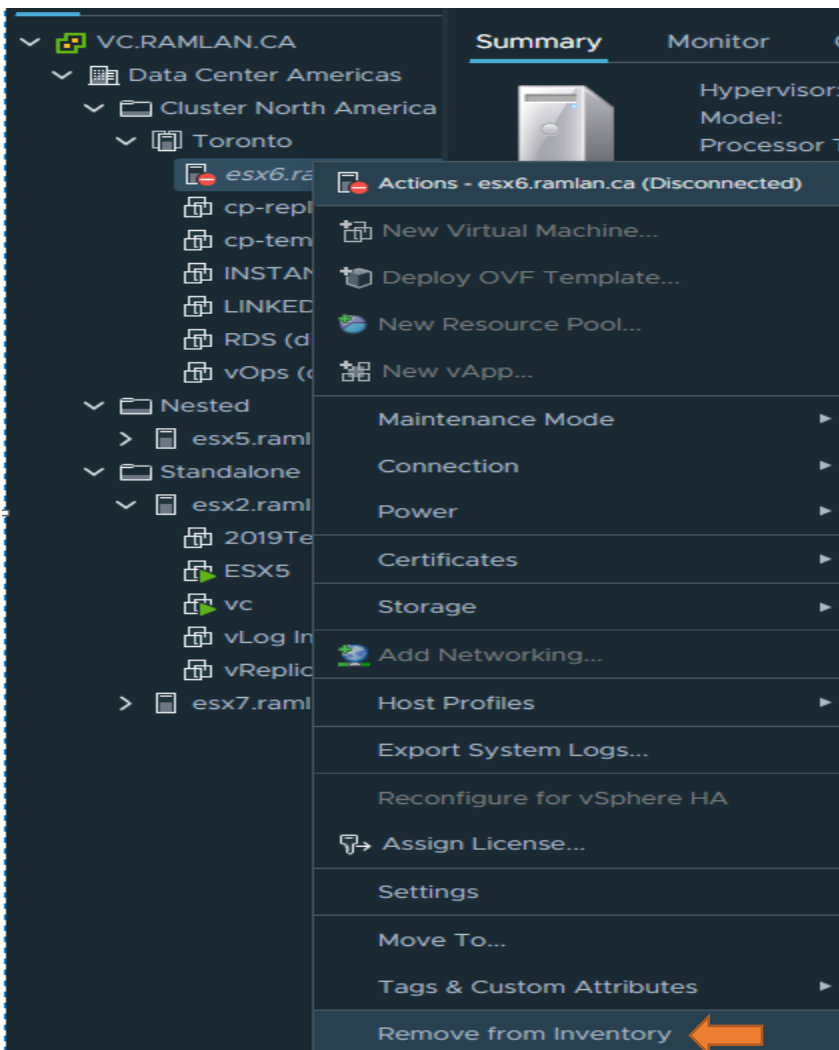 VC.RAMLAN.CA
Data Center Americas
Cluster North America
Toronto
esx6.ra
cp-repl
cp-tem
INSTAN
LINKED
RDS (d
vOps (
Nested
esx5.raml
Standalone
esx2.raml
2019Te
ESX5
vc
vLog In
vReplic
esx7.raml
Summary Monitor
Hypervisor:
Model:
Processor T
Actions - esx6.ramlan.ca (Disconnected)
New Virtual Machine...
Deploy OVF Template...
New Resource Pool...
New vApp...
Maintenance Mode
Connection
Power
Certificates
Storage
Add Networking...
Host Profiles
Export System Logs...
Reconfigure for vSphere HA
Assign License...
Settings
Move To...
Tags & Custom Attributes
Remove from Inventory